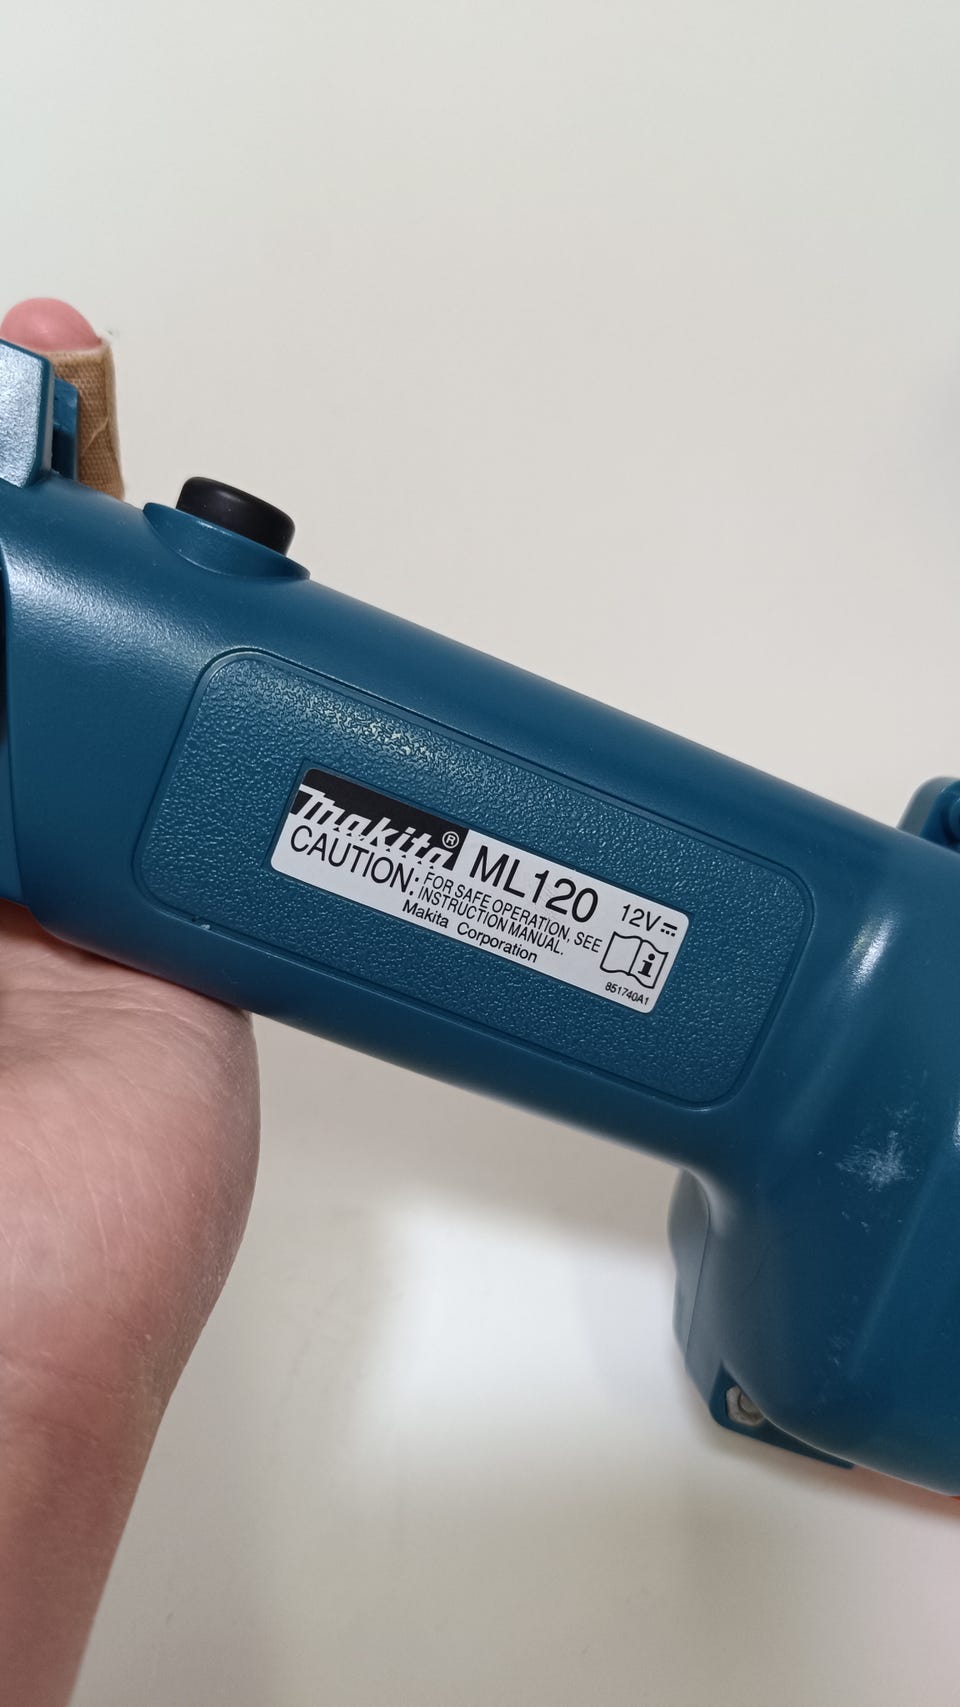 makita®
ML120
12V⎓
CAUTION:
FOR SAFE OPERATION, SEE
INSTRUCTION MANUAL.
Makita Corporation
i
851740A1